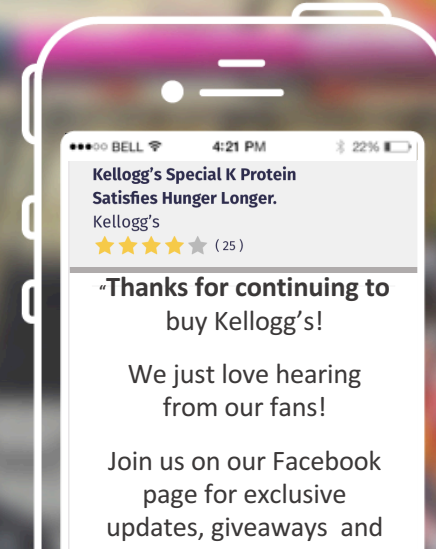 ●●●○○ BELL 4:21 PM 22%
Kellogg's Special K Protein
Satisfies Hunger Longer.
Kellogg's
(25)
“Thanks for continuing to
buy Kellogg's!
We just love hearing
from our fans!
Join us on our Facebook
page for exclusive
updates, giveaways and